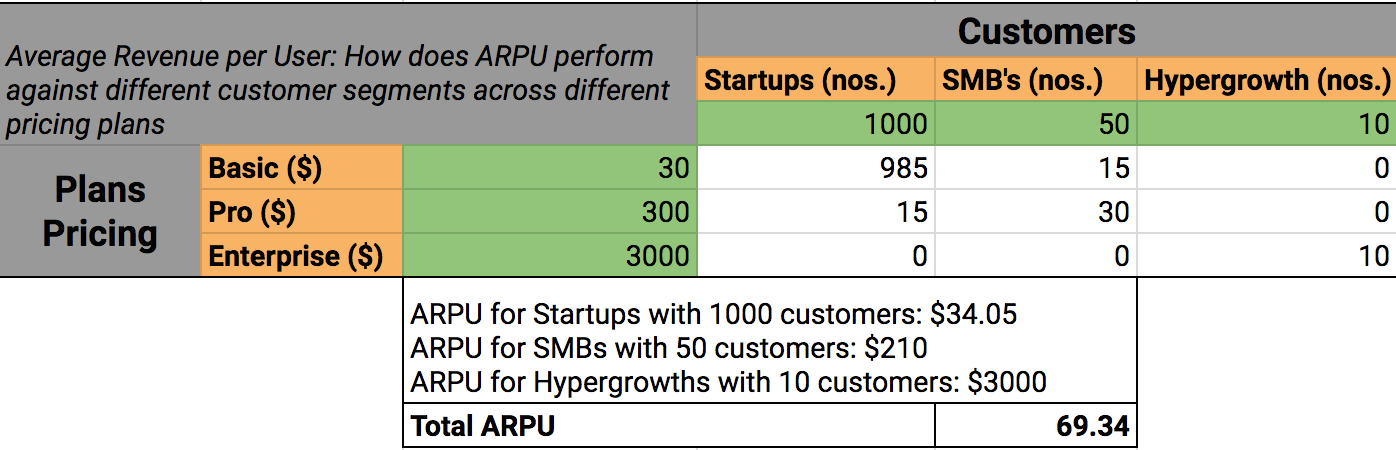 Average Revenue per User: How does ARPU perform
against different customer segments across different
pricing plans
Customers
Startups (nos.) SMB's (nos.) Hypergrowth (nos.)
1000 50 10
Plans
Pricing
Basic ($) 30 985 15 0
Pro ($) 300 15 30 0
Enterprise ($) 3000 0 0 10
ARPU for Startups with 1000 customers: $34.05
ARPU for SMBs with 50 customers: $210
ARPU for Hypergrowths with 10 customers: $3000
Total ARPU 69.34